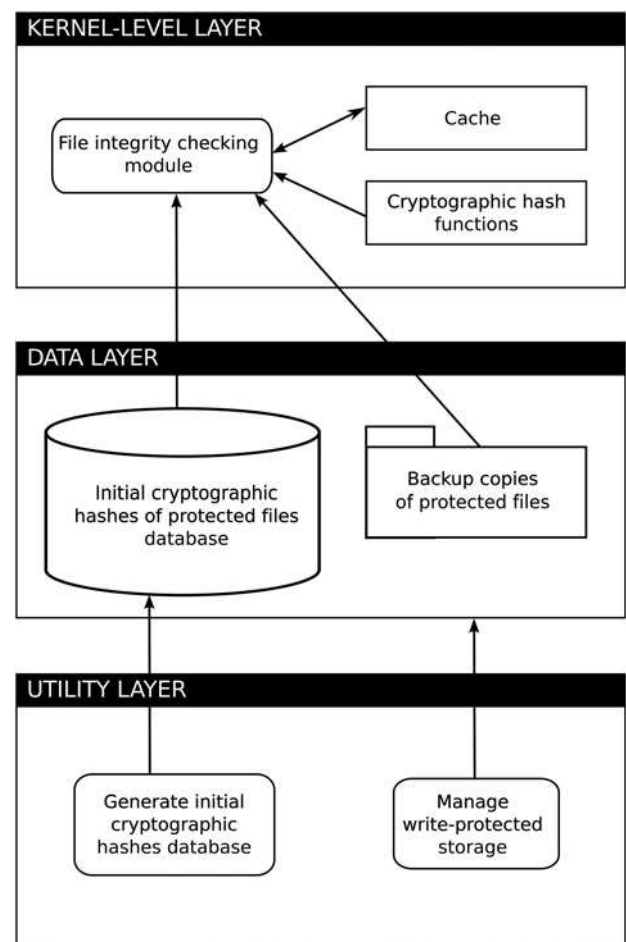 KERNEL-LEVEL LAYER
File integrity checking
module
Cache
Cryptographic hash
functions
DATA LAYER
Initial cryptographic
hashes of protected files
database
Backup copies
of protected files
UTILITY LAYER
Generate initial
cryptographic
hashes database
Manage
write-protected
storage